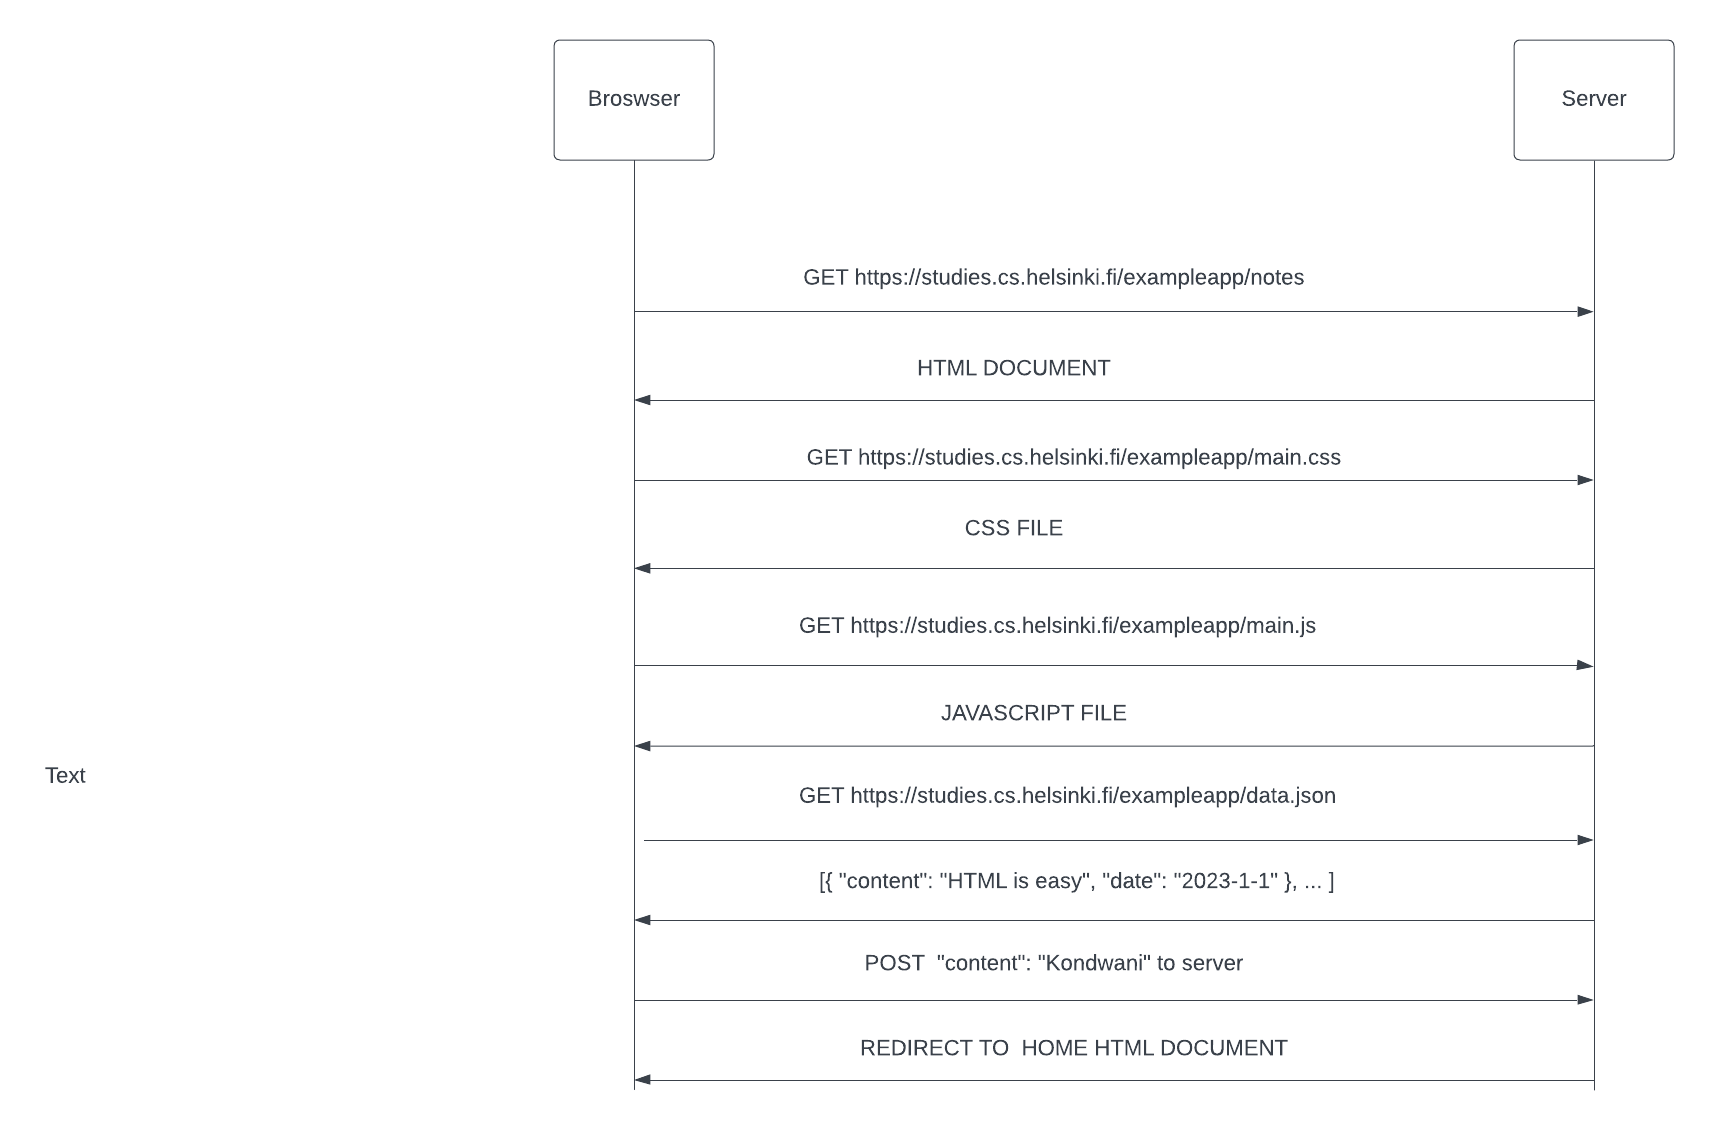 Broswser
Server
GET https://studies.cs.helsinki.fi/exampleapp/notes
HTML DOCUMENT
GET https://studies.cs.helsinki.fi/exampleapp/main.css
CSS FILE
GET https://studies.cs.helsinki.fi/exampleapp/main.js
JAVASCRIPT FILE
Text
GET https://studies.cs.helsinki.fi/exampleapp/data.json
[{ "content": "HTML is easy", "date": "2023-1-1" }, ... ]
POST  "content": "Kondwani" to server
REDIRECT TO  HOME HTML DOCUMENT